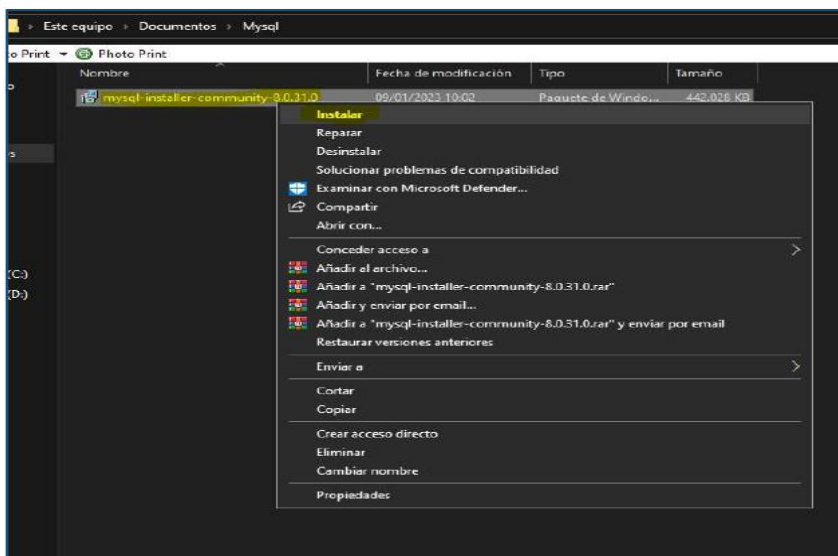 Este equipo › Documentos › Mysql
to Print Photo Print
Nombre Fecha de modificación Tipo Tamaño
mysql-installer-community-8.0.31.0 09/01/2023 10:02 Paquete de Windo... 442.028 KB
Instalar
Reparar
Desinstalar
Solucionar problemas de compatibilidad
Examinar con Microsoft Defender...
Compartir
Abrir con...
Conceder acceso a
(C:)
Añadir al archivo...
Añadir a "mysql-installer-community-8.0.31.0.rar"
(D:)
Añadir y enviar por email...
Añadir a "mysql-installer-community-8.0.31.0.rar" y enviar por email
Restaurar versiones anteriores
Enviar a
Cortar
Copiar
Crear acceso directo
Eliminar
Cambiar nombre
Propiedades